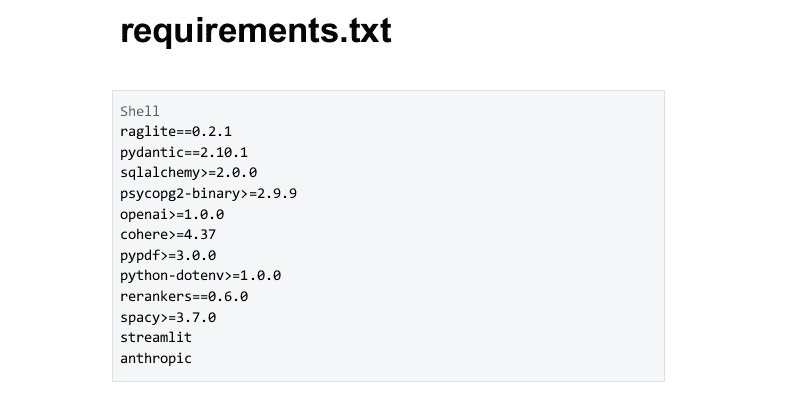 requirements.txt
Shell
raglite==0.2.1
pydantic==2.10.1
sqlalchemy>=2.0.0
psycopg2-binary>=2.9.9
openai>=1.0.0
cohere>=4.37
pypdf>=3.0.0
python-dotenv>=1.0.0
rerankers==0.6.0
spacy>=3.7.0
streamlit
anthropic